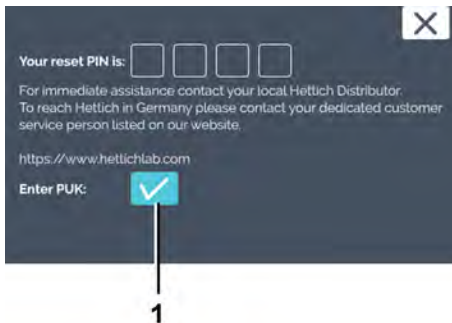 Your reset PIN is:
For immediate assistance contact your local Hettich Distributor.
To reach Hettich in Germany please contact your dedicated customer
service person listed on our website.
https://www.hettichlab.com
Enter PUK:
1